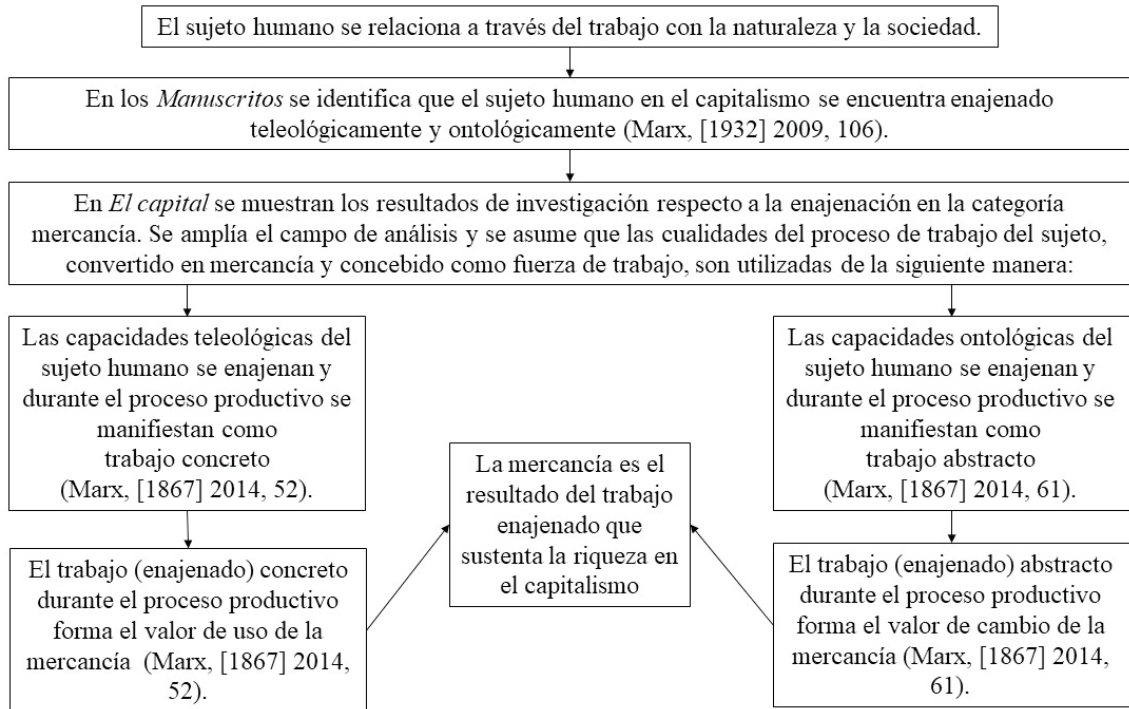 El sujeto humano se relaciona a través del trabajo con la naturaleza y la sociedad.
En los Manuscritos se identifica que el sujeto humano en el capitalismo se encuentra enajenado
teleológicamente y ontológicamente (Marx, [1932] 2009, 106).
En El capital se muestran los resultados de investigación respecto a la enajenación en la categoría
mercancía. Se amplía el campo de análisis y se asume que las cualidades del proceso de trabajo del sujeto,
convertido en mercancía y concebido como fuerza de trabajo, son utilizadas de la siguiente manera:
Las capacidades teleológicas del
sujeto humano se enajenan y
durante el proceso productivo se
manifiestan como
trabajo concreto
(Marx, [1867] 2014, 52).
El trabajo (enajenado) concreto
durante el proceso productivo
forma el valor de uso de la
mercancía (Marx, [1867] 2014,
52).
La mercancía es el
resultado del trabajo
enajenado que
sustenta la riqueza en
el capitalismo
Las capacidades ontológicas del
sujeto humano se enajenan y
durante el proceso productivo se
manifiestan como
trabajo abstracto
(Marx, [1867] 2014, 61).
El trabajo (enajenado) abstracto
durante el proceso productivo
forma el valor de cambio de la
mercancía (Marx, [1867] 2014,
61).